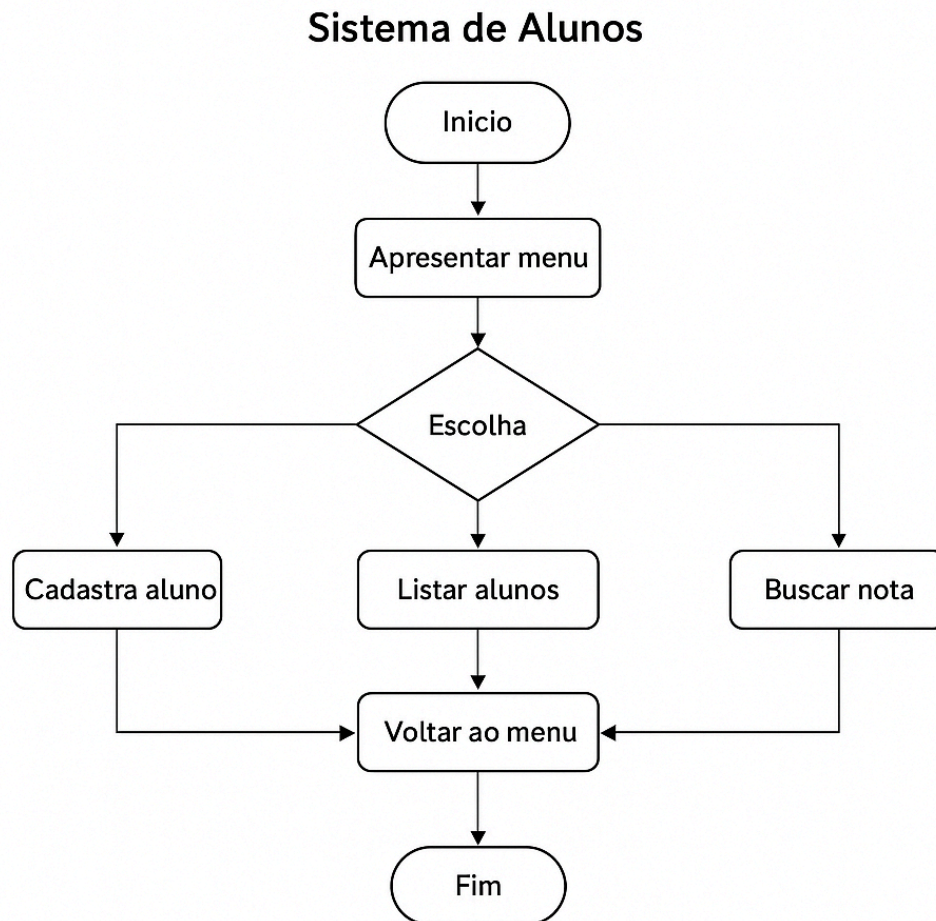 Sistema de Alunos
Inicio
Apresentar menu
Escolha
Cadastra aluno
Listar alunos
Buscar nota
Voltar ao menu
Fim